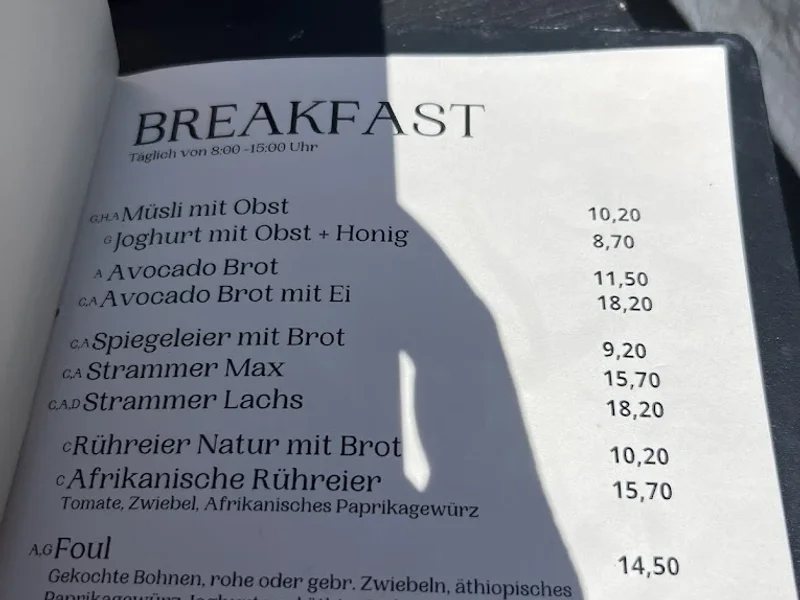 BREAKFAST
Täglich von 8:00 -15:00 Uhr
G,H,A Müsli mit Obst 10,20
G Joghurt mit Obst + Honig 8,70
A Avocado Brot 11,50
C,A Avocado Brot mit Ei 18,20
C,A Spiegeleier mit Brot 9,20
C,A Strammer Max 15,70
C,A,D Strammer Lachs 18,20
C Rühreier Natur mit Brot 10,20
C Afrikanische Rühreier 15,70
Tomate, Zwiebel, Afrikanisches Paprikagewürz
A,G Foul 14,50
Gekochte Bohnen, rohe oder gebr. Zwiebeln, äthiopisches
Paprikagewürz, Joghurt